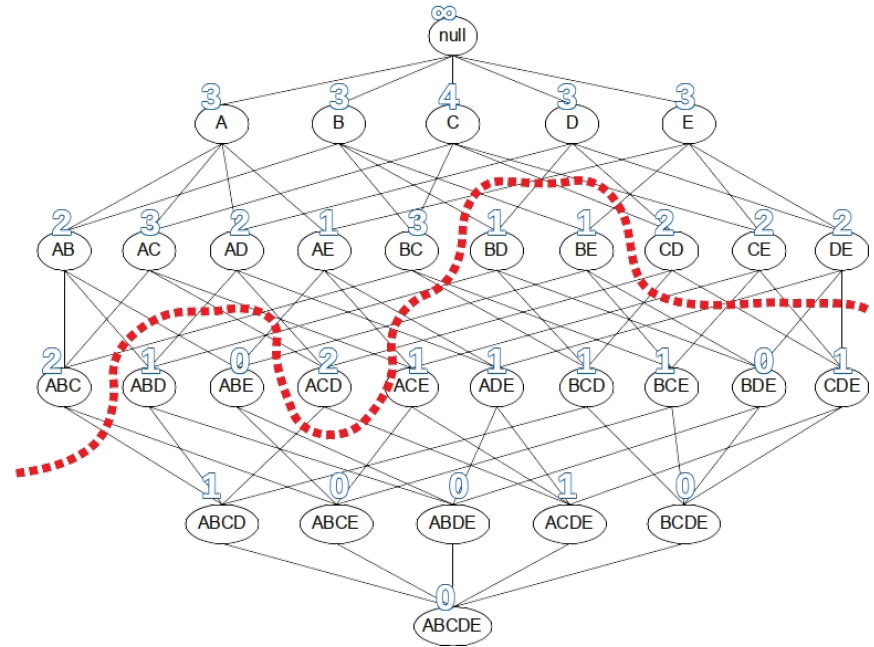 ∞
null
3 3 4 3 3
A B C D E
2 3 2 1 3 1 1 2 2 2
AB AC AD AE BC BD BE CD CE DE
2 1 0 2 1 1 1 1 0 1
ABC ABD ABE ACD ACE ADE BCD BCE BDE CDE
1 0 0 1 0
ABCD ABCE ABDE ACDE BCDE
0
ABCDE